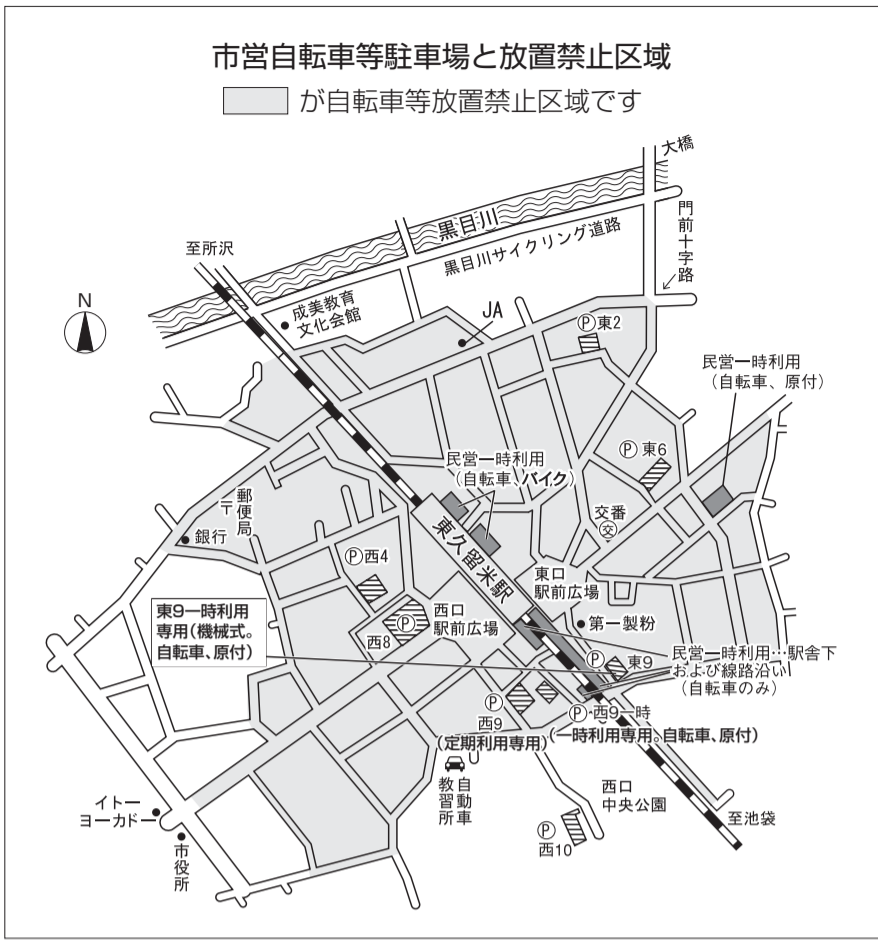 市営自転車等駐車場と放置禁止区域
が自転車等放置禁止区域です
大橋
黒目川
門前十字路
至所沢
黒目川サイクリング道路
N
成美教育
文化会館
JA
Ⓟ東2
民営一時利用
(自転車、原付)
Ⓟ東6
民営一時利用
(自転車、バイク)
郵便局
〒
交番
交
銀行
Ⓟ西4
東久留米駅
東口
駅前広場
東9一時利用
専用(機械式。
自転車、原付)
Ⓟ
西8
西口
駅前広場
第一製粉
民営一時利用…駅舎下
および線路沿い
(自転車のみ)
Ⓟ
東9
Ⓟ
西9
(定期利用専用)
Ⓟ西9一時
(一時利用専用。自転車、原付)
自動車
教習所
西口
中央公園
イトー
ヨーカドー
至池袋
市役所
Ⓟ
西10